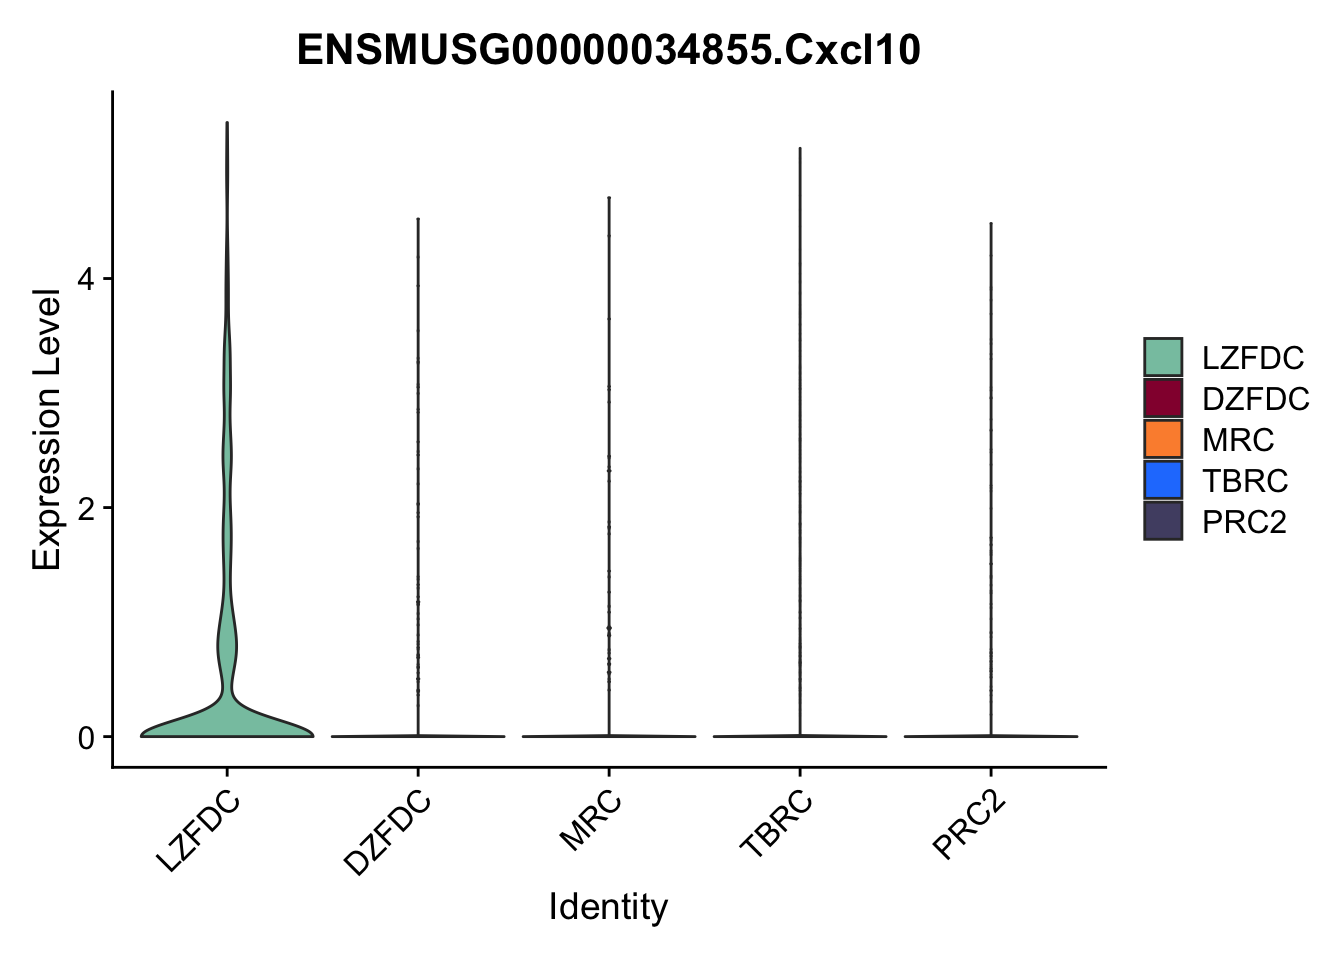 ENSMUSG00000034855.Cxcl10
Expression Level
4
2
0
LZFDC
DZFDC
MRC
TBRC
PRC2
Identity
LZFDC
DZFDC
MRC
TBRC
PRC2